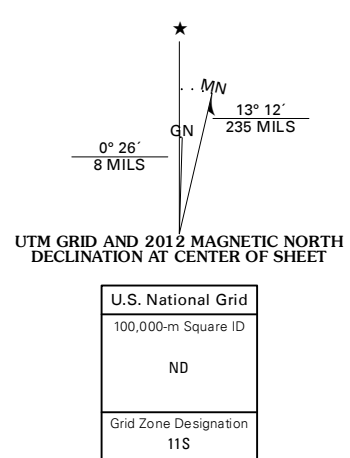 ★
MN
GN
13° 12´
235 MILS
0° 26´
8 MILS
UTM GRID AND 2012 MAGNETIC NORTH
DECLINATION AT CENTER OF SHEET
U.S. National Grid
100,000-m Square ID
ND
Grid Zone Designation
11S